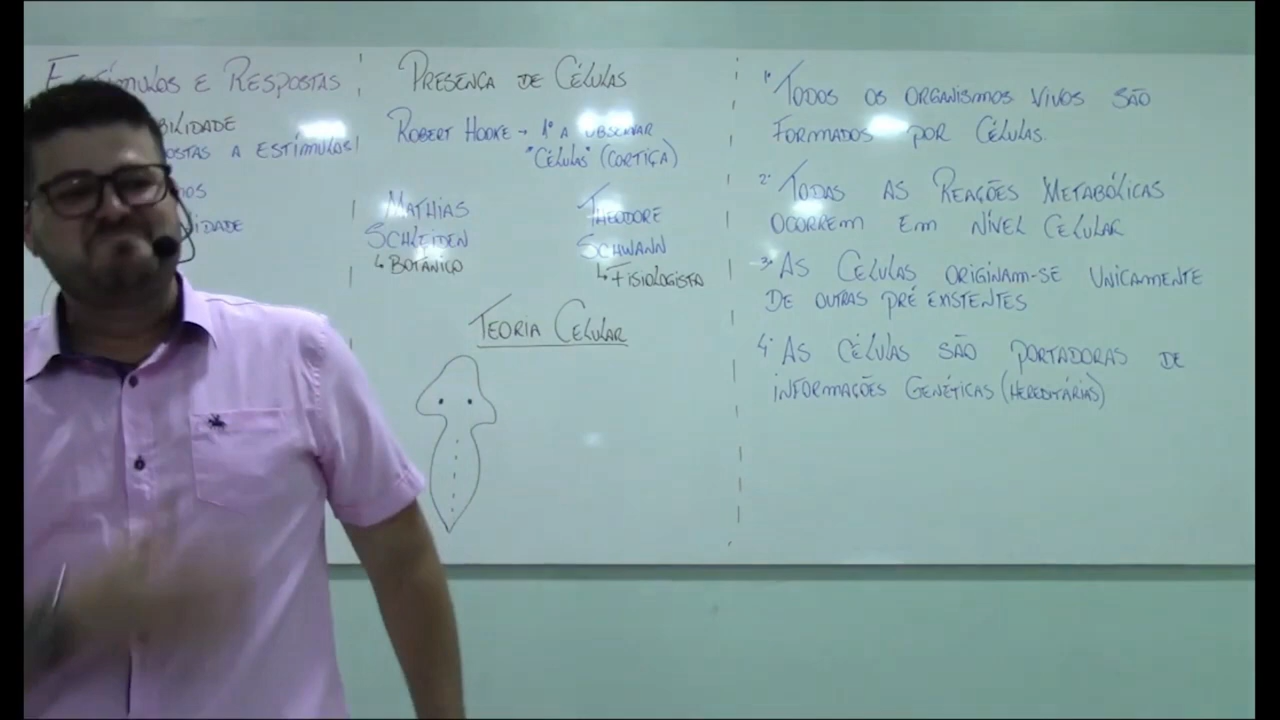 Estímulos e Respostas
BILIDADE
OSTAS A ESTÍMULOS
IDADE
Presença de Células
Robert Hooke → 1º a observar
"Células" (cortiça)
Mathias
Schleiden
↳ Botânico
Theodore
Schwann
↳ Fisiologista
Teoria Celular
1º Todos os organismos vivos são
formados por células.
2º Todas as reações metabólicas
ocorrem em nível celular
3º As celulas originam-se unicamente
de outras pré existentes
4º As células são portadoras de
informações genéticas (hereditárias)